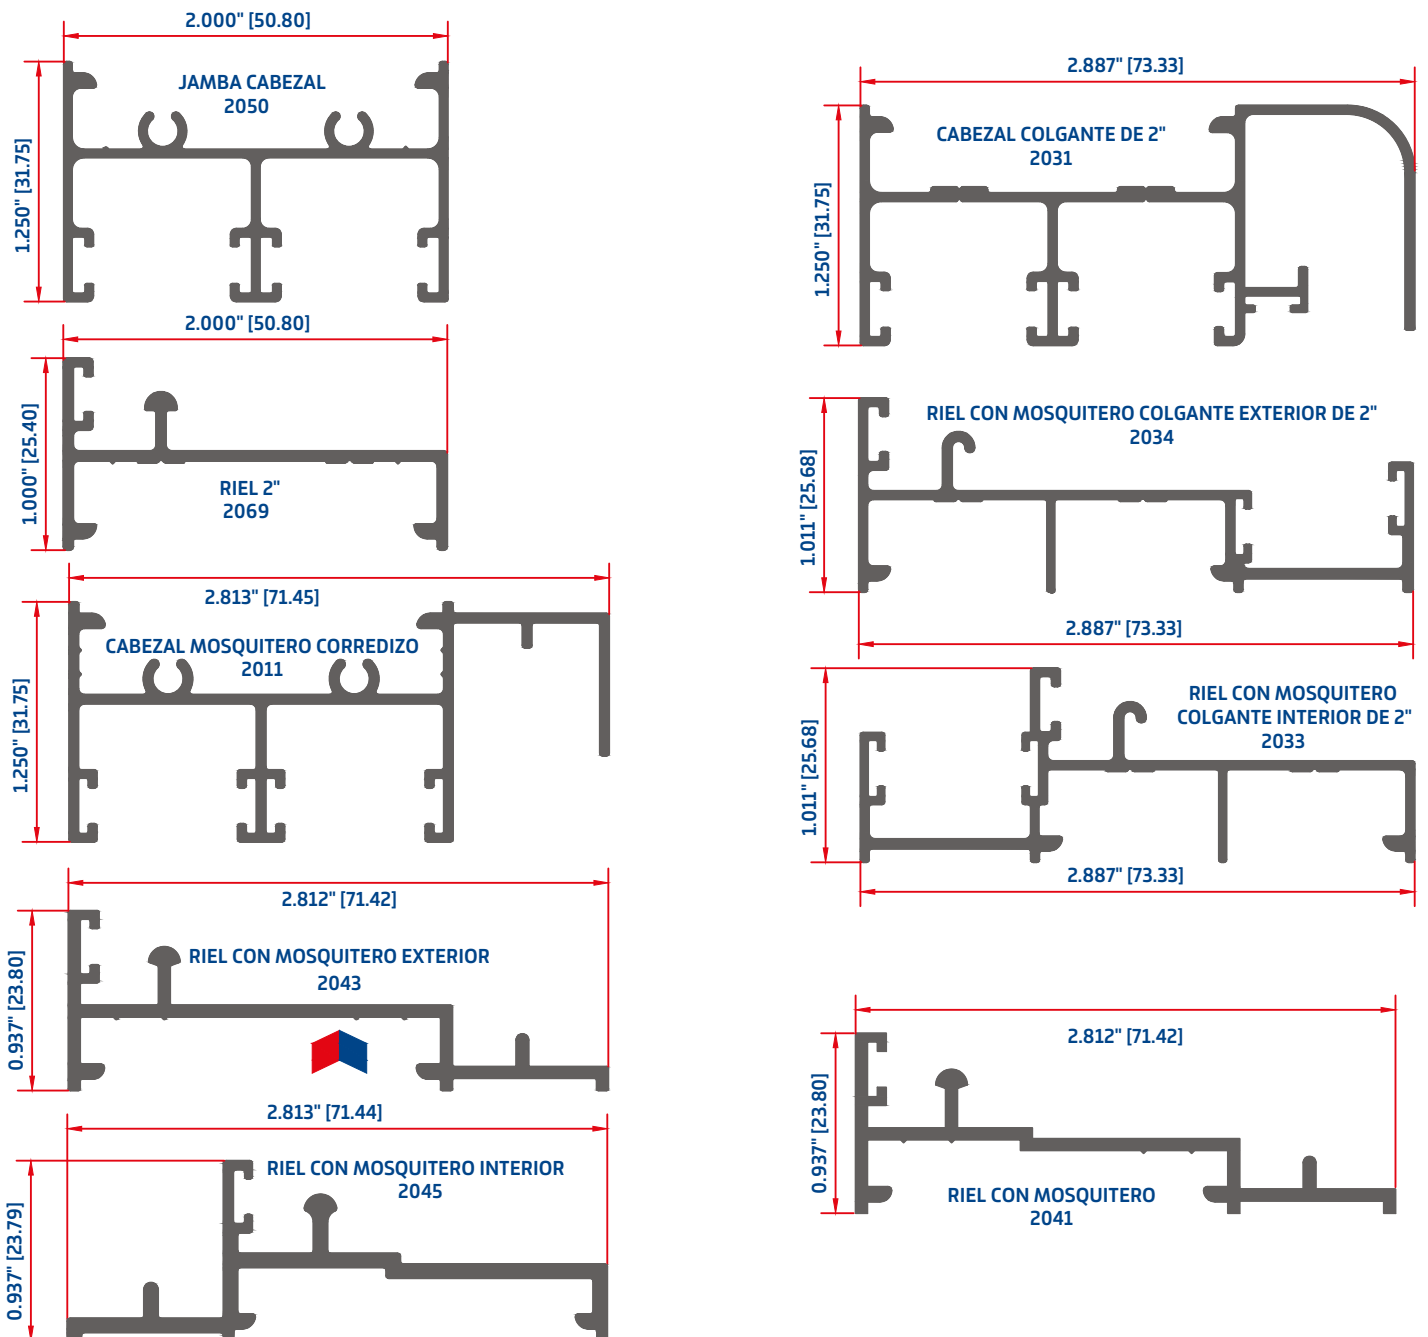 2.000" [50.80]
JAMBA CABEZAL
2050
1.250" [31.75]
2.000" [50.80]
1.000" [25.40]
RIEL 2"
2069
2.813" [71.45]
CABEZAL MOSQUITERO CORREDIZO
2011
1.250" [31.75]
2.812" [71.42]
RIEL CON MOSQUITERO EXTERIOR
2043
0.937" [23.80]
2.813" [71.44]
RIEL CON MOSQUITERO INTERIOR
2045
0.937" [23.79]
2.887" [73.33]
CABEZAL COLGANTE DE 2"
2031
1.250" [31.75]
RIEL CON MOSQUITERO COLGANTE EXTERIOR DE 2"
2034
1.011" [25.68]
2.887" [73.33]
RIEL CON MOSQUITERO
COLGANTE INTERIOR DE 2"
2033
1.011" [25.68]
2.887" [73.33]
2.812" [71.42]
0.937" [23.80]
RIEL CON MOSQUITERO
2041